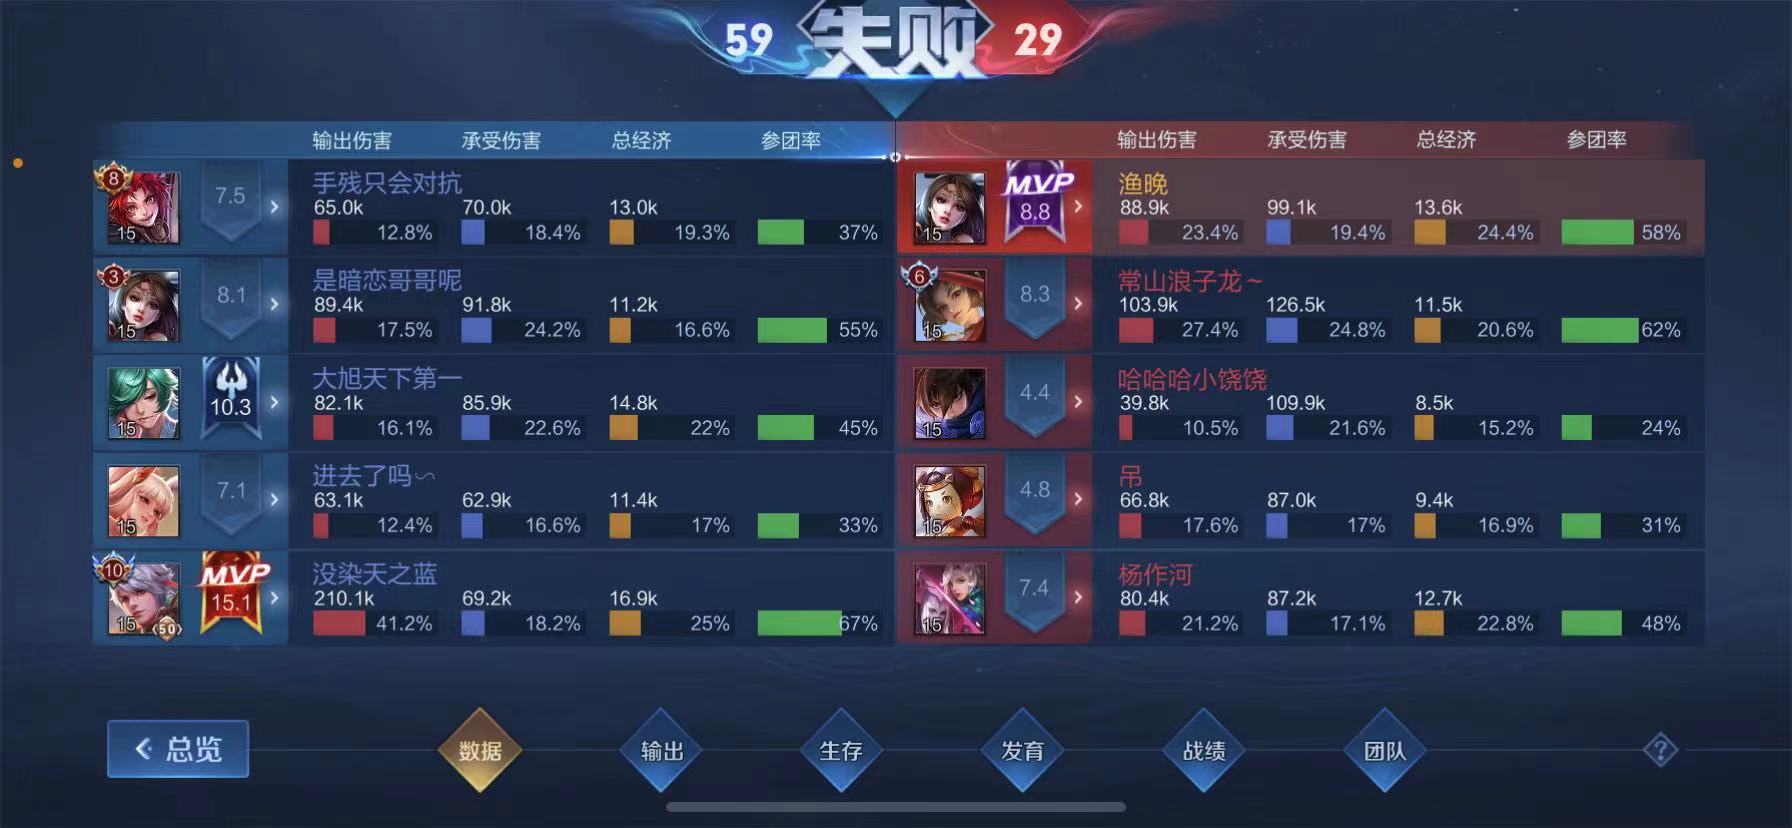 59 失败 29
输出伤害 承受伤害 总经济 参团率 输出伤害 承受伤害 总经济 参团率
8 15 7.5 手残只会对抗
65.0k 70.0k 13.0k
12.8% 18.4% 19.3% 37%
15 MVP 8.8 渔晚
88.9k 99.1k 13.6k
23.4% 19.4% 24.4% 58%
3 15 8.1 是暗恋哥哥呢
89.4k 91.8k 11.2k
17.5% 24.2% 16.6% 55%
6 15 8.3 常山浪子龙~
103.9k 126.5k 11.5k
27.4% 24.8% 20.6% 62%
15 10.3 大旭天下第一
82.1k 85.9k 14.8k
16.1% 22.6% 22% 45%
15 4.4 哈哈哈小饶饶
39.8k 109.9k 8.5k
10.5% 21.6% 15.2% 24%
15 7.1 进去了吗∽
63.1k 62.9k 11.4k
12.4% 16.6% 17% 33%
15 4.8 吊
66.8k 87.0k 9.4k
17.6% 17% 16.9% 31%
10 15 50 MVP 15.1 没染天之蓝
210.1k 69.2k 16.9k
41.2% 18.2% 25% 67%
15 7.4 杨作河
80.4k 87.2k 12.7k
21.2% 17.1% 22.8% 48%
总览 数据 输出 生存 发育 战绩 团队 ?